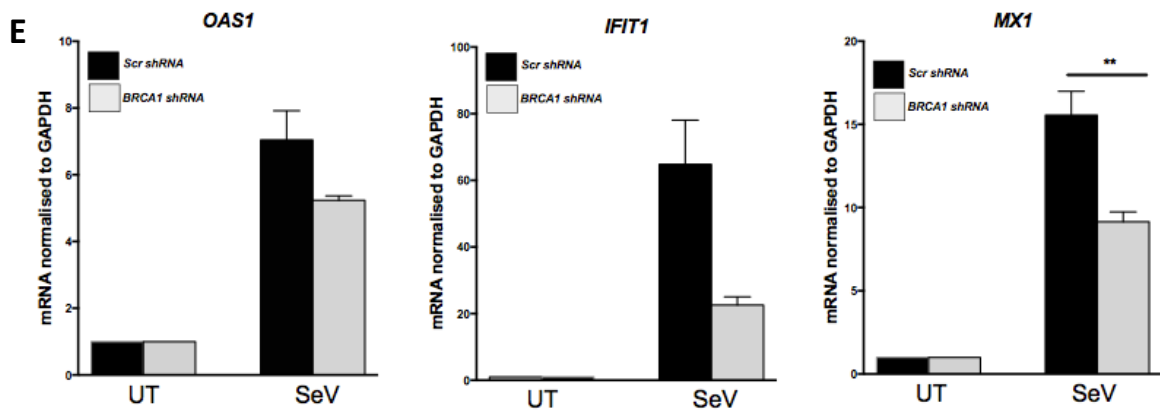 E
OAS1
mRNA normalised to GAPDH
10
8
6
4
2
0
Scr shRNA
BRCA1 shRNA
UT
SeV
IFIT1
mRNA normalised to GAPDH
100
80
60
40
20
0
Scr shRNA
BRCA1 shRNA
UT
SeV
MX1
mRNA normalised to GAPDH
20
15
10
5
0
Scr shRNA
BRCA1 shRNA
**
UT
SeV